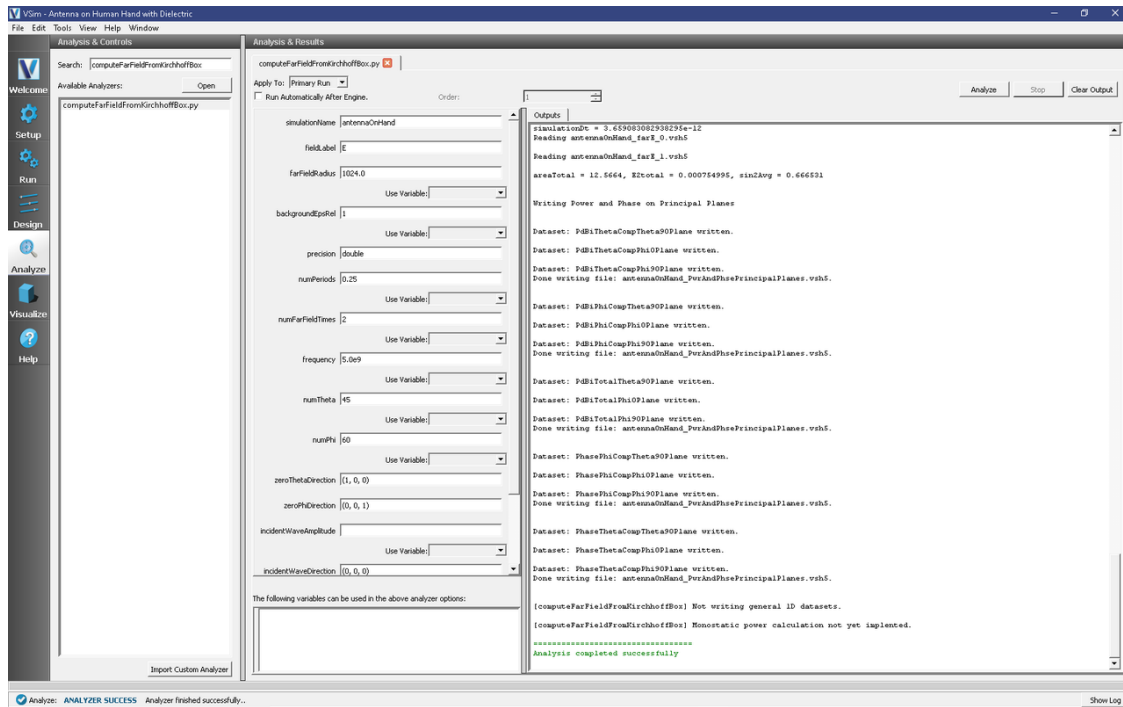 VSim - Antenna on Human Hand with Dielectric
File Edit Tools View Help Window
Analysis & Controls
Analysis & Results
Welcome
Setup
Run
Design
Analyze
Visualize
Help
Search: computeFarFieldFromKirchhoffBox
Available Analyzers:
Open
computeFarFieldFromKirchhoffBox.py
Import Custom Analyzer
computeFarFieldFromKirchhoffBox.py
Apply To: Primary Run
Run Automatically After Engine.
Order: 1
Analyze
Stop
Clear Output
simulationName antennaOnHand
fieldLabel E
farFieldRadius 1024.0
Use Variable:
backgroundEpsRel 1
Use Variable:
precision double
numPeriods 0.25
Use Variable:
numFarFieldTimes 2
Use Variable:
frequency 5.0e9
Use Variable:
numTheta 45
Use Variable:
numPhi 60
Use Variable:
zeroThetaDirection (1, 0, 0)
zeroPhiDirection (0, 0, 1)
incidentWaveAmplitude
Use Variable:
incidentWaveDirection (0, 0, 0)
The following variables can be used in the above analyzer options:
Outputs
simulationDt = 3.659083082938295e-12
Reading antennaOnHand_farE_0.vsh5
Reading antennaOnHand_farE_1.vsh5
areaTotal = 12.5664, E2total = 0.000754995, sin2Avg = 0.666531
Writing Power and Phase on Principal Planes
Dataset: PdBiThetaCompTheta90Plane written.
Dataset: PdBiThetaCompPhi0Plane written.
Dataset: PdBiThetaCompPhi90Plane written.
Done writing file: antennaOnHand_PwrAndPhsePrincipalPlanes.vsh5.
Dataset: PdBiPhiCompTheta90Plane written.
Dataset: PdBiPhiCompPhi0Plane written.
Dataset: PdBiPhiCompPhi90Plane written.
Done writing file: antennaOnHand_PwrAndPhsePrincipalPlanes.vsh5.
Dataset: PdBiTotalTheta90Plane written.
Dataset: PdBiTotalPhi0Plane written.
Dataset: PdBiTotalPhi90Plane written.
Done writing file: antennaOnHand_PwrAndPhsePrincipalPlanes.vsh5.
Dataset: PhasePhiCompTheta90Plane written.
Dataset: PhasePhiCompPhi0Plane written.
Dataset: PhasePhiCompPhi90Plane written.
Done writing file: antennaOnHand_PwrAndPhsePrincipalPlanes.vsh5.
Dataset: PhaseThetaCompTheta90Plane written.
Dataset: PhaseThetaCompPhi0Plane written.
Dataset: PhaseThetaCompPhi90Plane written.
Done writing file: antennaOnHand_PwrAndPhsePrincipalPlanes.vsh5.
[computeFarFieldFromKirchhoffBox] Not writing general 1D datasets.
[computeFarFieldFromKirchhoffBox] Monostatic power calculation not yet implented.
=================================
Analysis completed successfully
Analyze: ANALYZER SUCCESS Analyzer finished successfully..
Show Log